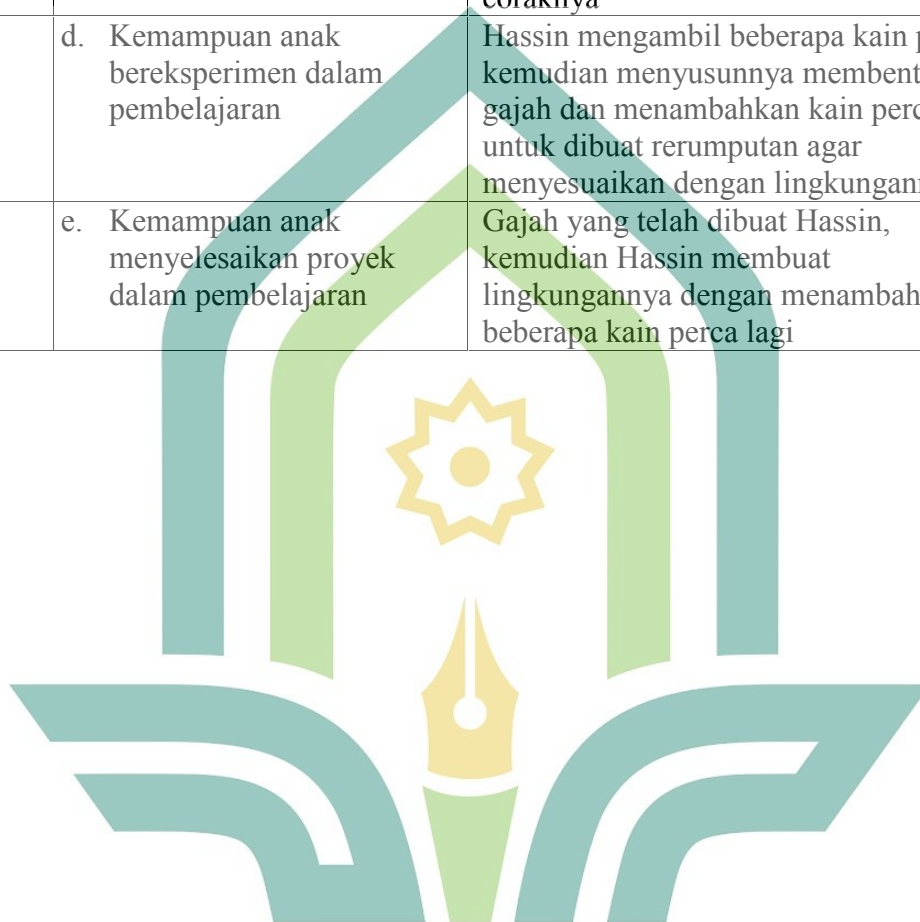 d. Kemampuan anak
bereksperimen dalam
pembelajaran
Hassin mengambil beberapa kain
kemudian menyusunnya
gajah dan menambahkan kain
untuk dibuat rerumputan agar
menyesuaikan dengan
e. Kemampuan anak
menyelesaikan proyek
dalam pembelajaran
Gajah yang telah dibuat Hassin,
kemudian Hassin membuat
lingkungannya dengan
beberapa kain perca lagi